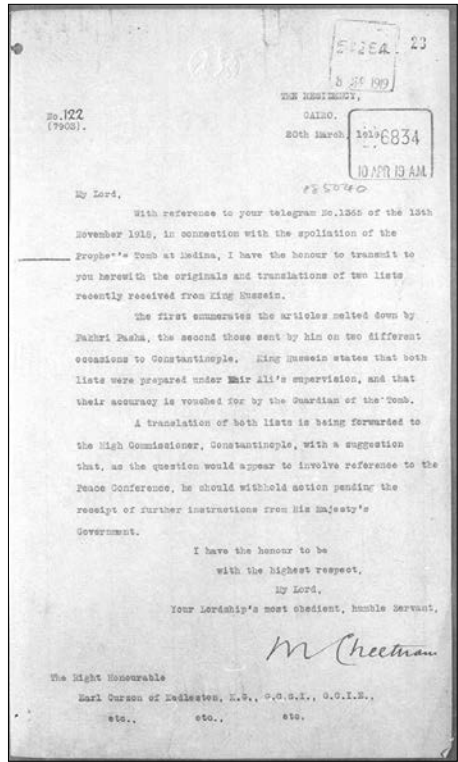 23
8 1919
THE RESIDENCY,
CAIRO.
No.122
(7903).
20th March, 1919.
6834
10 APR 19 A.M.
My Lord,
With reference to your telegram No.1365 of the 13th
November 1918, in connection with the spoliation of the
Prophet's Tomb at Medina, I have the honour to transmit to
you herewith the originals and translations of two lists
recently received from King Hussein.
The first enumerates the articles melted down by
Fakhri Pasha, the second those sent by him on two different
occasions to Constantinople. King Hussein states that both
lists were prepared under Ali's supervision, and that
their accuracy is vouched for by the Guardian of the Tomb.
A translation of both lists is being forwarded to
the High Commissioner, Constantinople, with a suggestion
that, as the question would appear to involve reference to the
Peace Conference, he should withhold action pending the
receipt of further instructions from His Majesty's
Government.
I have the honour to be
with the highest respect,
My Lord,
Your Lordship's most obedient, humble Servant,
M Cheetham
The Right Honourable
Earl Curzon of Kedleston, K.G., G.C.S.I., G.C.I.E.,
etc., etc., etc.